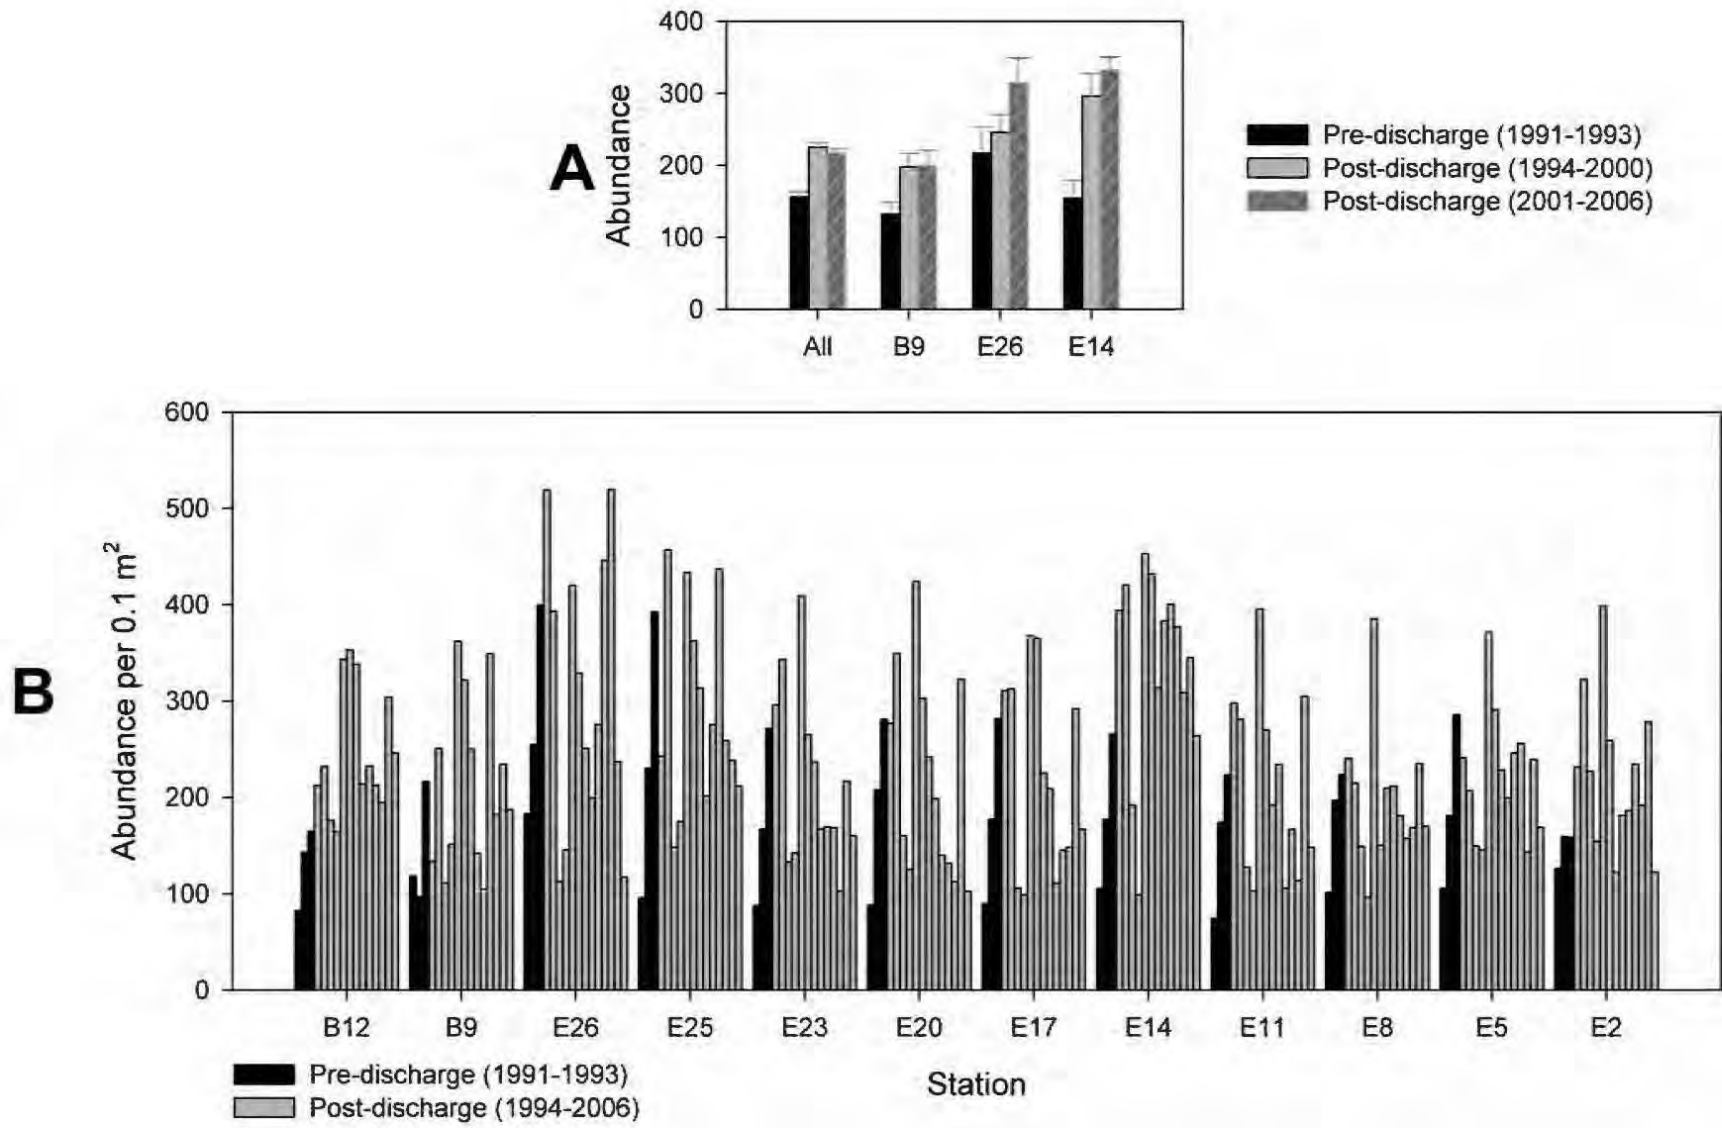 400
300
200
100
0
Abundance
A
All B9 E26 E14
Pre-discharge (1991-1993)
Post-discharge (1994-2000)
Post-discharge (2001-2006)
600
500
400
300
200
100
0
Abundance per 0.1 m²
B
B12 B9 E26 E25 E23 E20 E17 E14 E11 E8 E5 E2
Station
Pre-discharge (1991-1993)
Post-discharge (1994-2006)